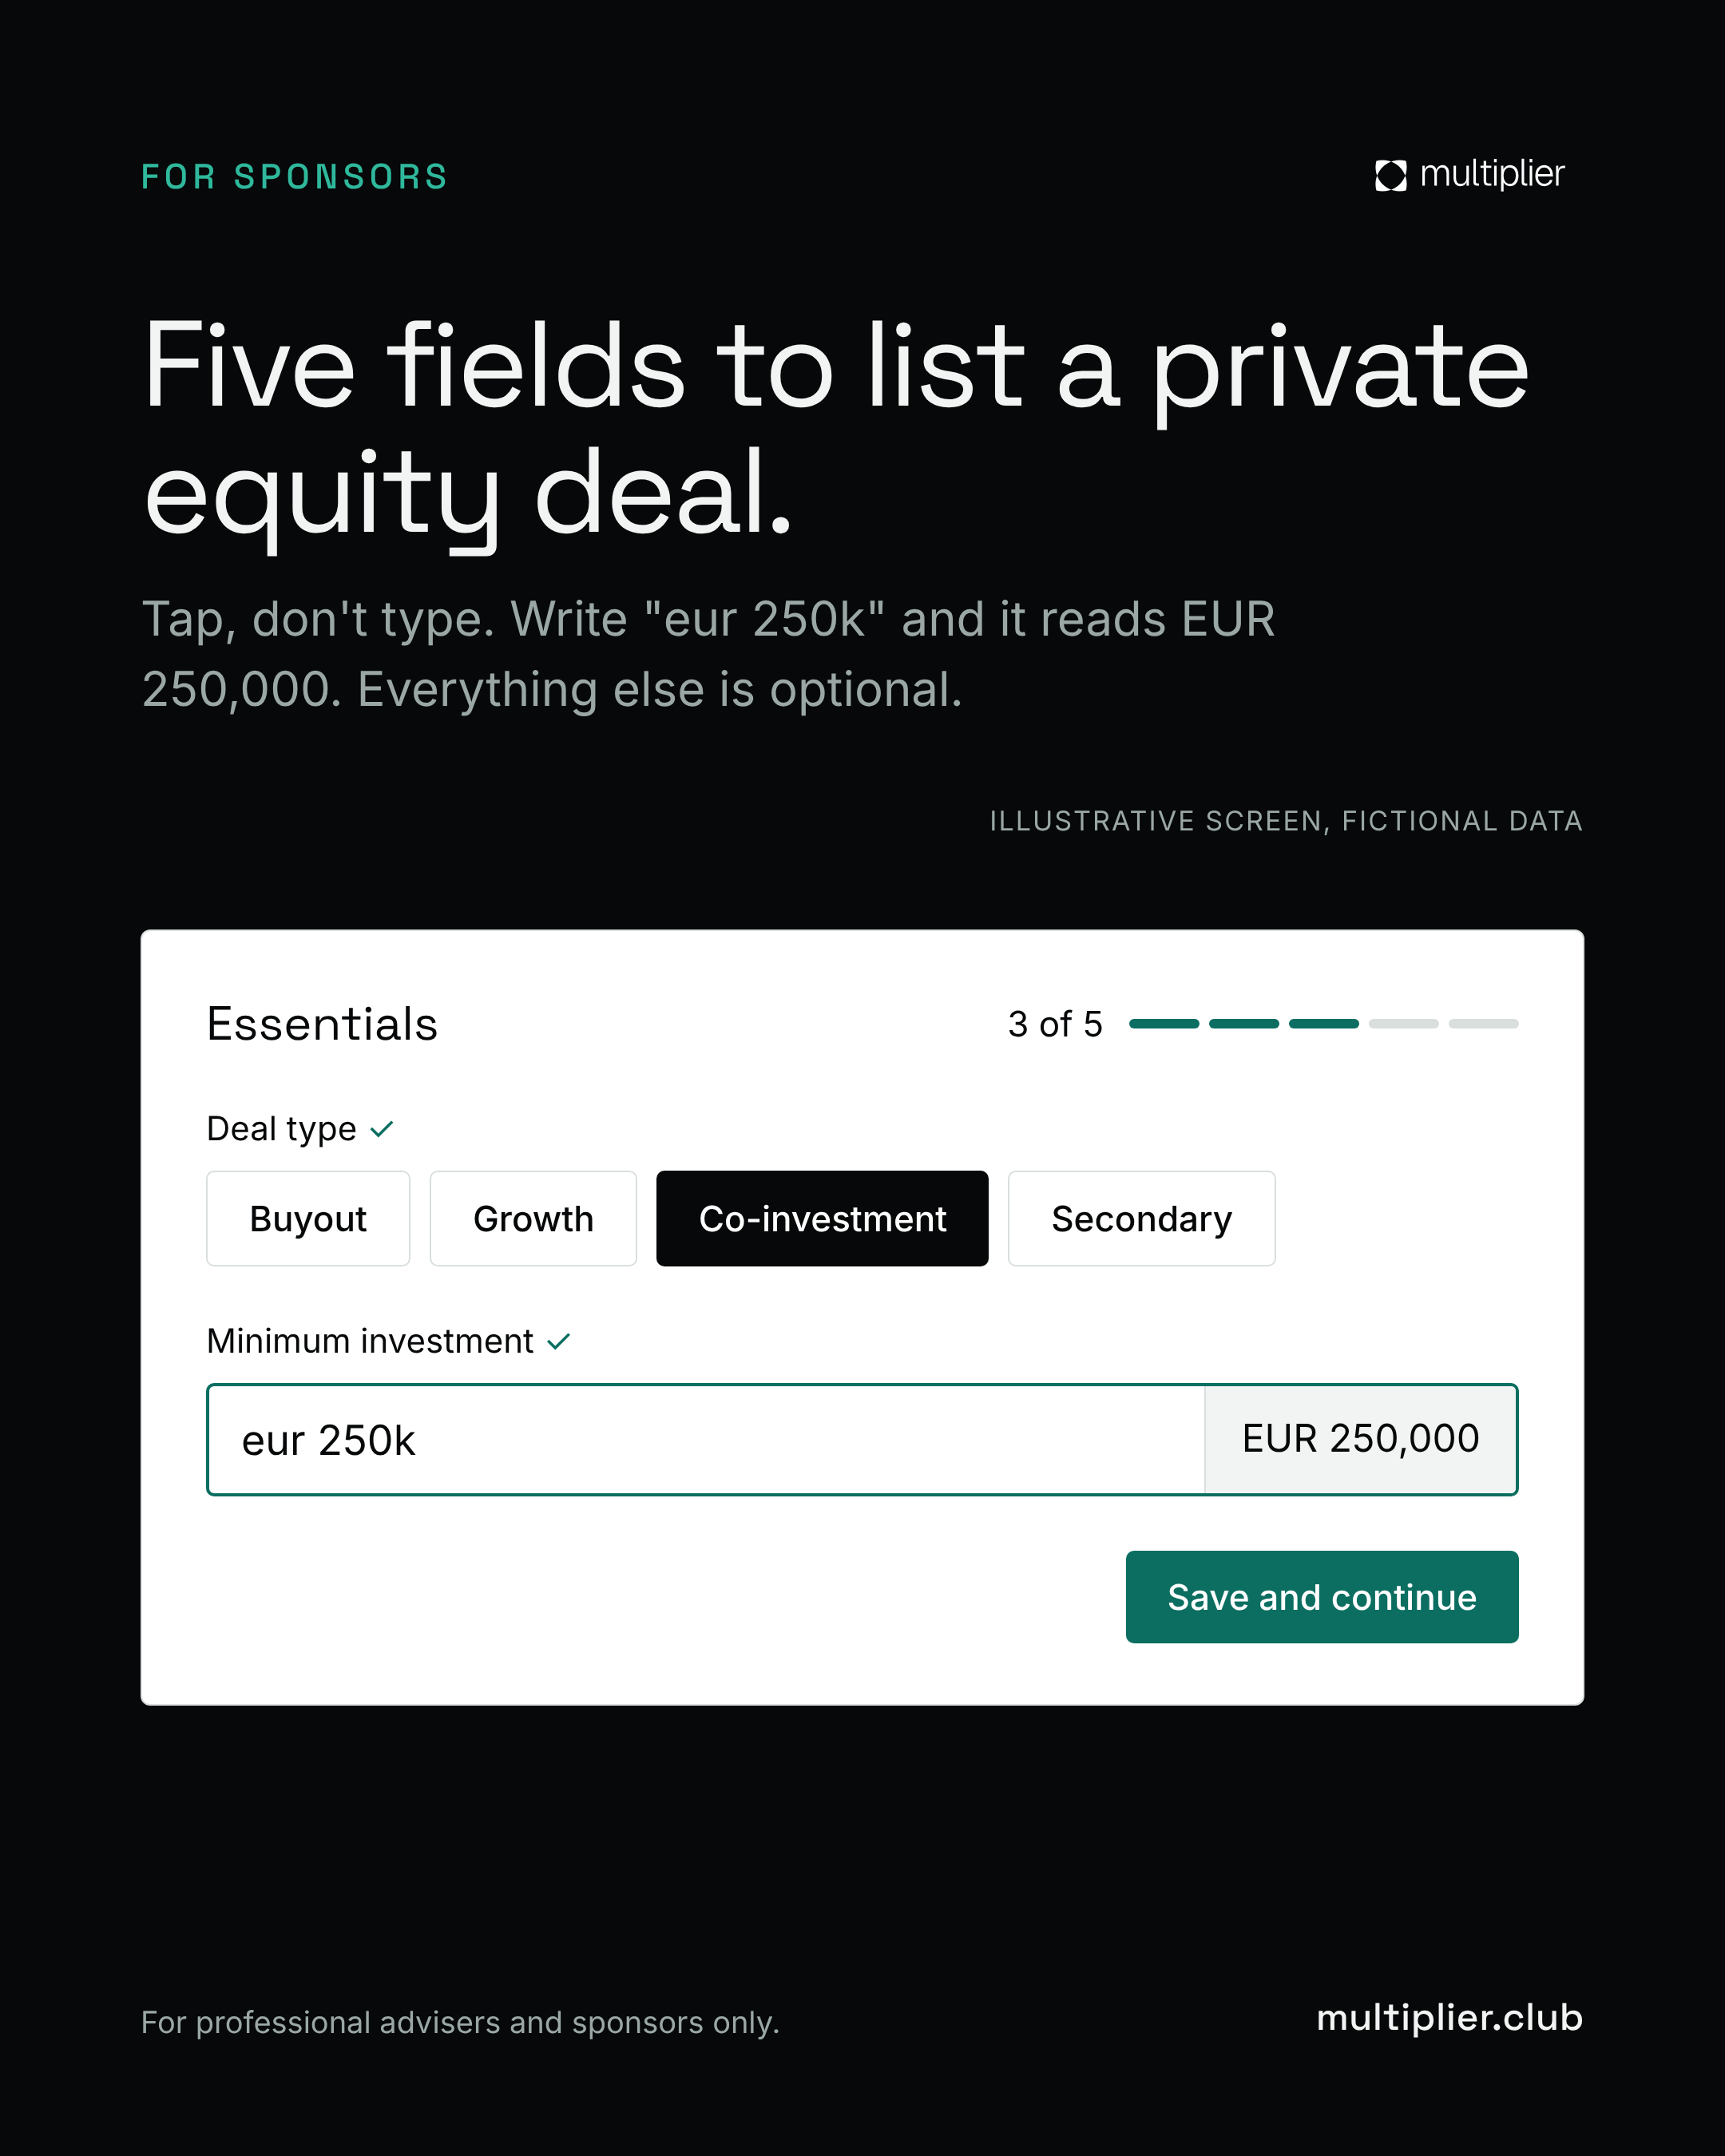 FOR SPONSORS
multiplier
Five fields to list a private
equity deal.
Tap, don't type. Write "eur 250k" and it reads EUR
250,000. Everything else is optional.
ILLUSTRATIVE SCREEN, FICTIONAL DATA
Essentials
3 of 5
Deal type
Buyout
Growth
Co-investment
Secondary
Minimum investment
eur 250k
EUR 250,000
Save and continue
For professional advisers and sponsors only.
multiplier.club